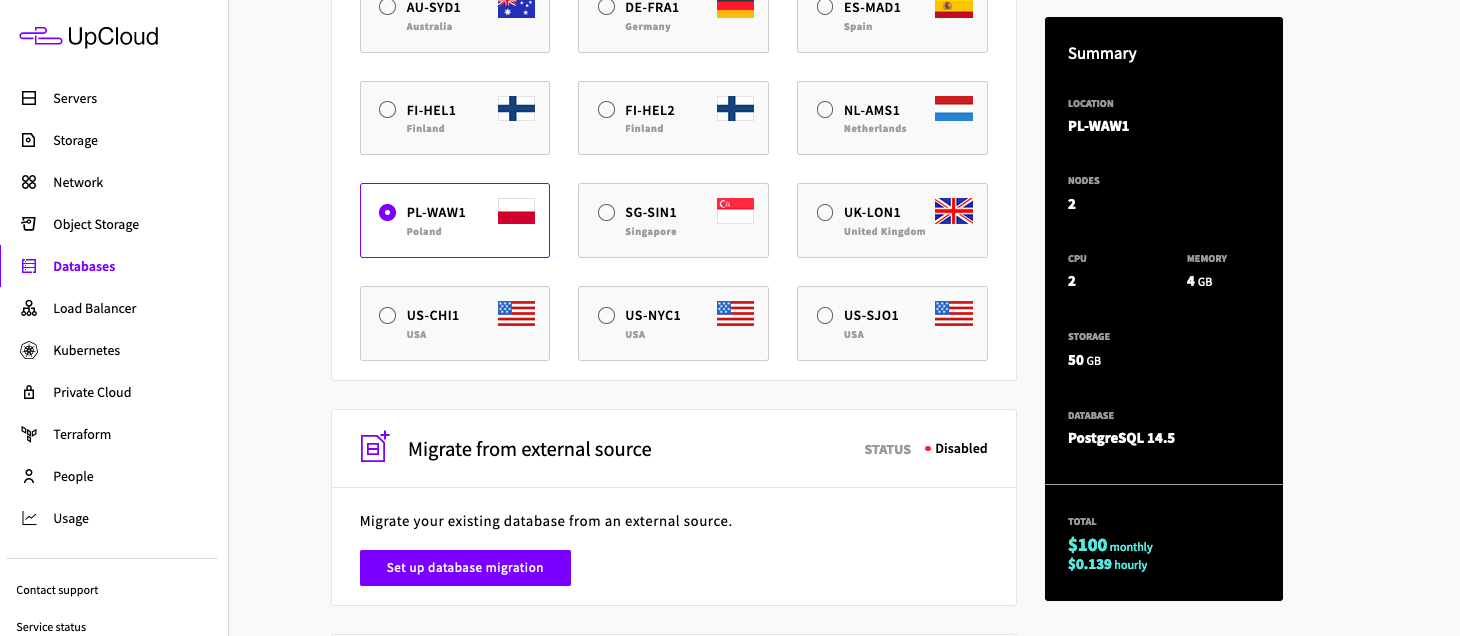 UpCloud
Servers
Storage
Network
Object Storage
Databases
Load Balancer
Kubernetes
Private Cloud
Terraform
People
Usage
Contact support
Service status
AU-SYD1
Australia
DE-FRA1
Germany
ES-MAD1
Spain
FI-HEL1
Finland
FI-HEL2
Finland
NL-AMS1
Netherlands
PL-WAW1
Poland
SG-SIN1
Singapore
UK-LON1
United Kingdom
US-CHI1
USA
US-NYC1
USA
US-SJO1
USA
Migrate from external source
STATUS Disabled
Migrate your existing database from an external source.
Set up database migration
Summary
LOCATION
PL-WAW1
NODES
2
CPU
2
MEMORY
4 GB
STORAGE
50 GB
DATABASE
PostgreSQL 14.5
TOTAL
$100 monthly
$0.139 hourly